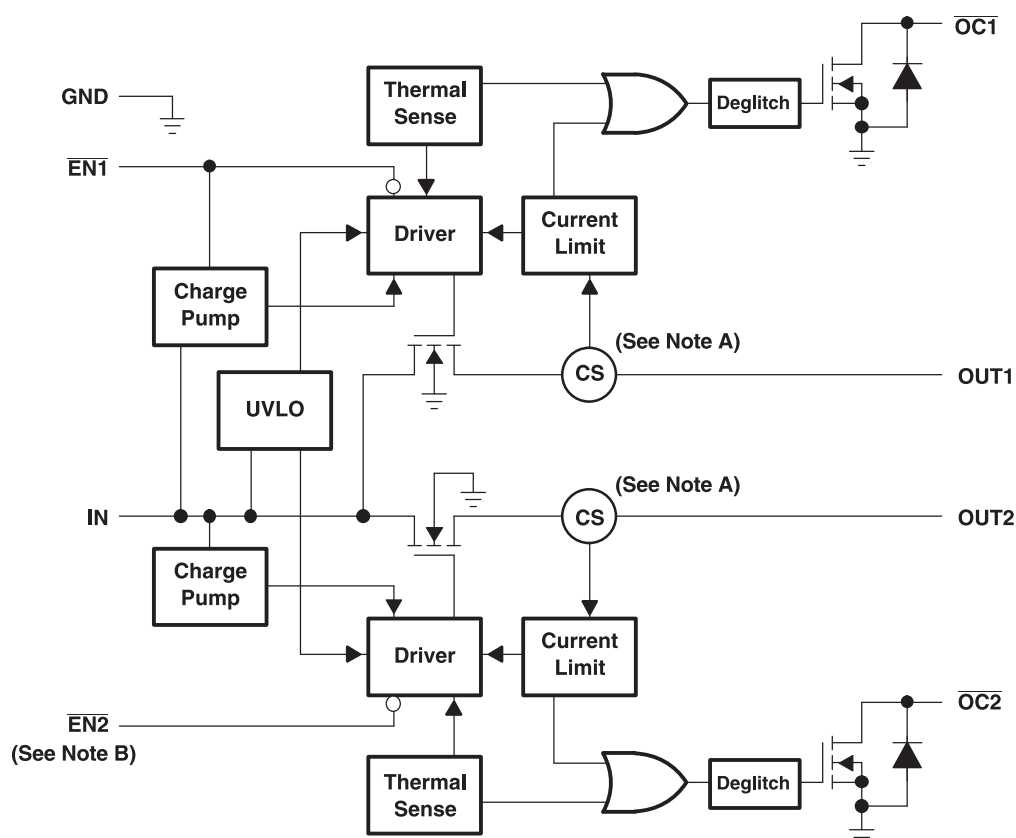 OC1
GND
Thermal
Sense
Deglitch
EN1
Driver
Current
Limit
Charge
Pump
(See Note A)
CS
OUT1
UVLO
(See Note A)
IN
CS
OUT2
Charge
Pump
Driver
Current
Limit
EN2
(See Note B)
OC2
Thermal
Sense
Deglitch